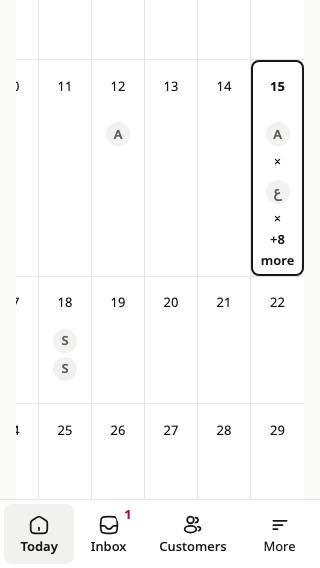 11 12 13 14 15
A A
×
ع
×
+8
more
18 19 20 21 22
S
S
25 26 27 28 29
1
Today Inbox Customers More